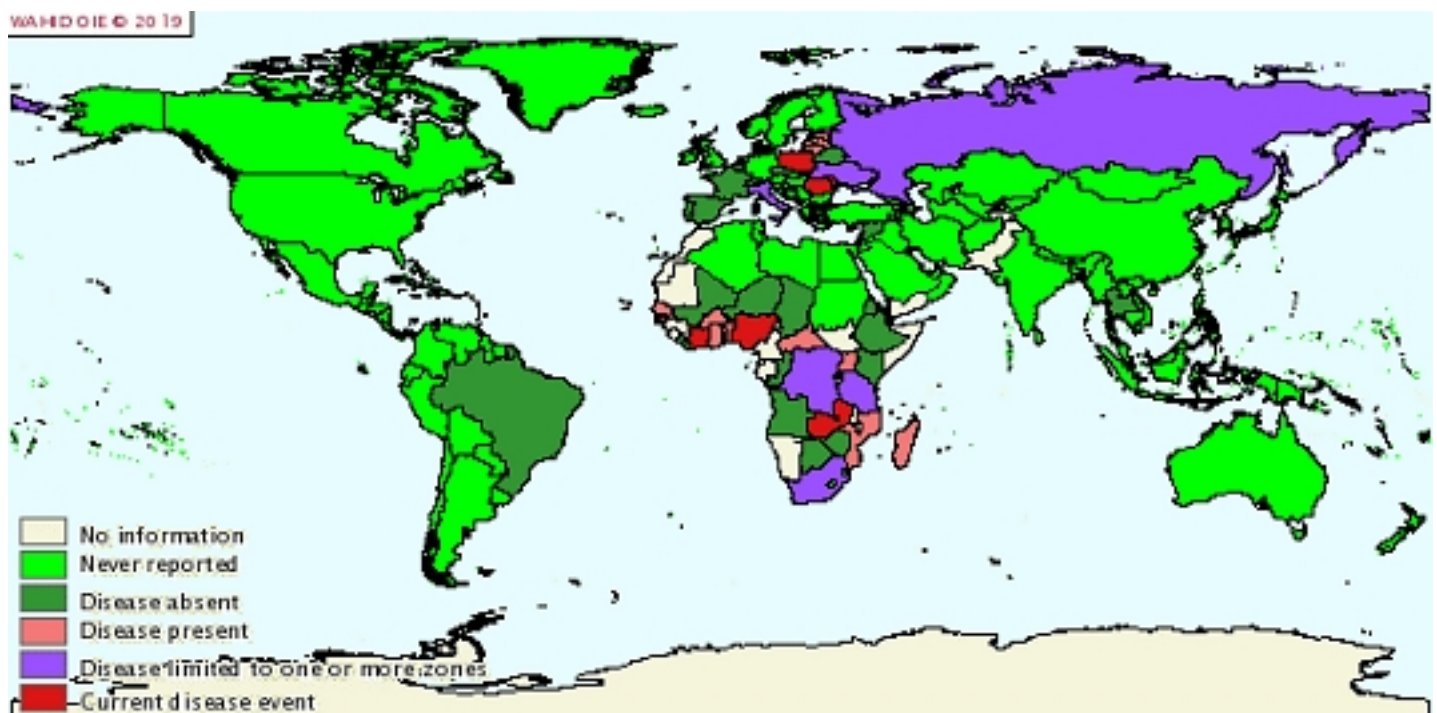 WAHID OIE © 2019
No information
Never reported
Disease absent
Disease present
Disease limited to one or more zones
Current disease event